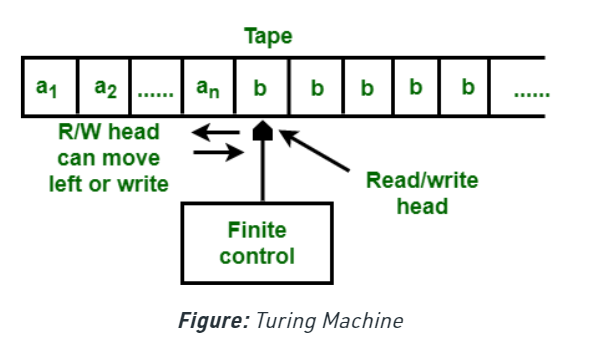 Tape
a1 a2 ...... an b b b b b ......
R/W head
can move
left or write
Read/write
head
Finite
control
Figure: Turing Machine